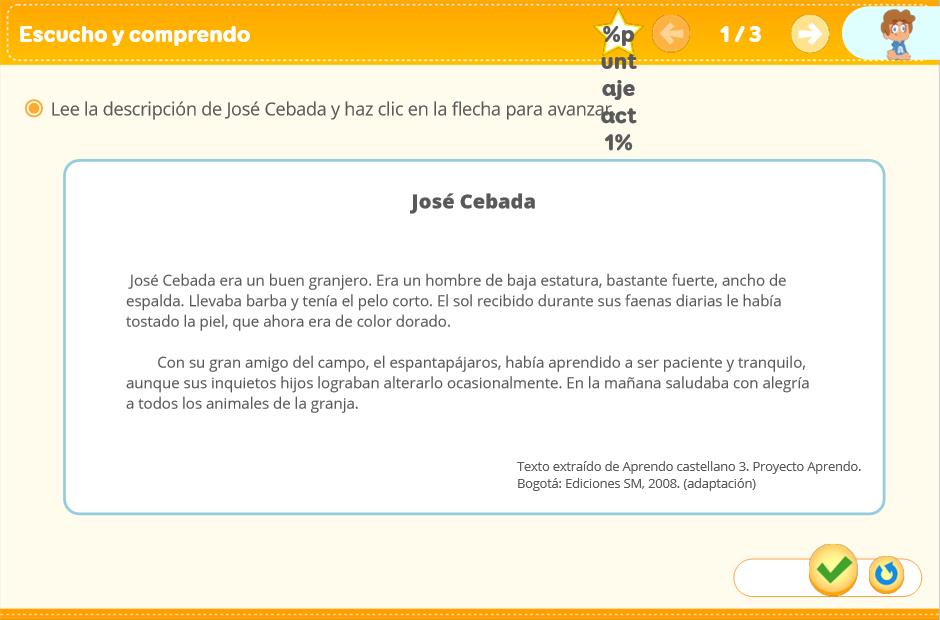 Escucho y comprendo
%p
unt
aje
act
1%
1 / 3
Lee la descripción de José Cebada y haz clic en la flecha para avanzar.
José Cebada
José Cebada era un buen granjero. Era un hombre de baja estatura, bastante fuerte, ancho de
espalda. Llevaba barba y tenía el pelo corto. El sol recibido durante sus faenas diarias le había
tostado la piel, que ahora era de color dorado.
Con su gran amigo del campo, el espantapájaros, había aprendido a ser paciente y tranquilo,
aunque sus inquietos hijos lograban alterarlo ocasionalmente. En la mañana saludaba con alegría
a todos los animales de la granja.
Texto extraído de Aprendo castellano 3. Proyecto Aprendo.
Bogotá: Ediciones SM, 2008. (adaptación)